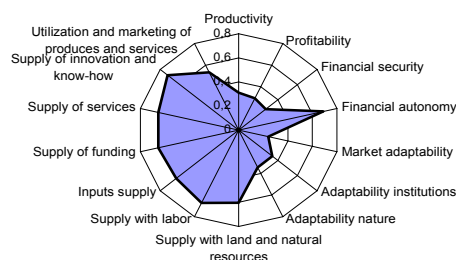 Productivity
Profitability
Financial security
Financial autonomy
Market adaptability
Adaptability institutions
Adaptability nature
Supply with land and natural
resources
Supply with labor
Inputs supply
Supply of funding
Supply of services
Supply of innovation and
know-how
Utilization and marketing of
produces and services
0,8
0,6
0,4
0,2
0